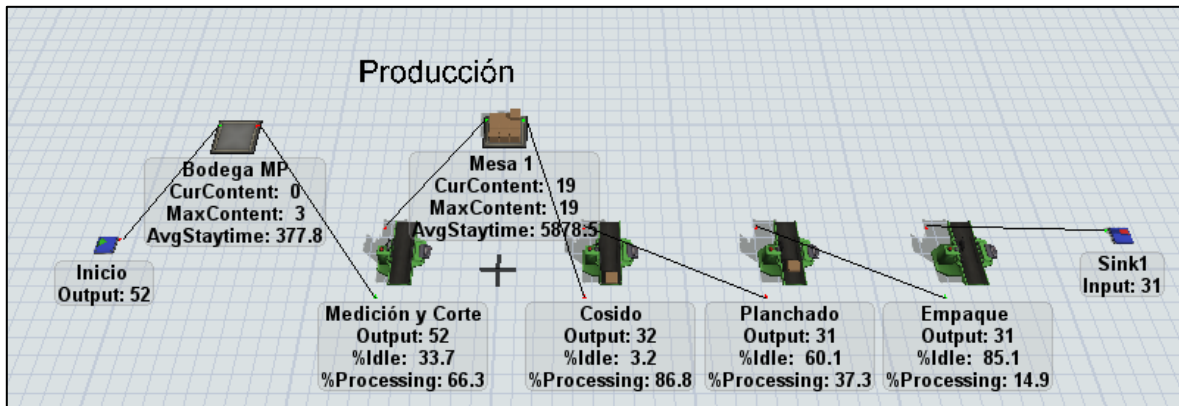 Producción
Bodega MP
CurContent: 0
MaxContent: 3
AvgStaytime: 377.8
Mesa 1
CurContent: 19
MaxContent: 19
AvgStaytime: 5878.5
Inicio
Output: 52
Medición y Corte
Output: 52
%Idle: 33.7
%Processing: 66.3
Cosido
Output: 32
%Idle: 3.2
%Processing: 86.8
Planchado
Output: 31
%Idle: 60.1
%Processing: 37.3
Empaque
Output: 31
%Idle: 85.1
%Processing: 14.9
Sink1
Input: 31